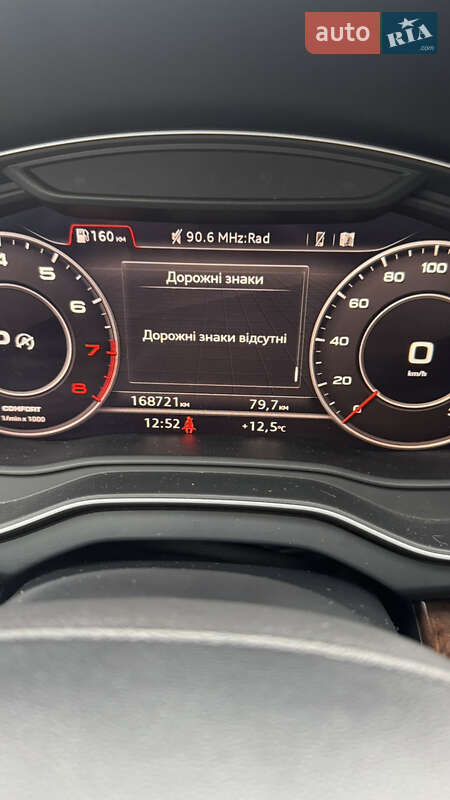 auto RIA .com
160 км
90.6 MHz:Rad
Дорожні знаки
Дорожні знаки відсутні
4 5 6 7 8
COMFORT
1/min x 1000
0 20 40 60 80 100
0
km/h
168721 км
79,7 км
12:52
+12,5°C